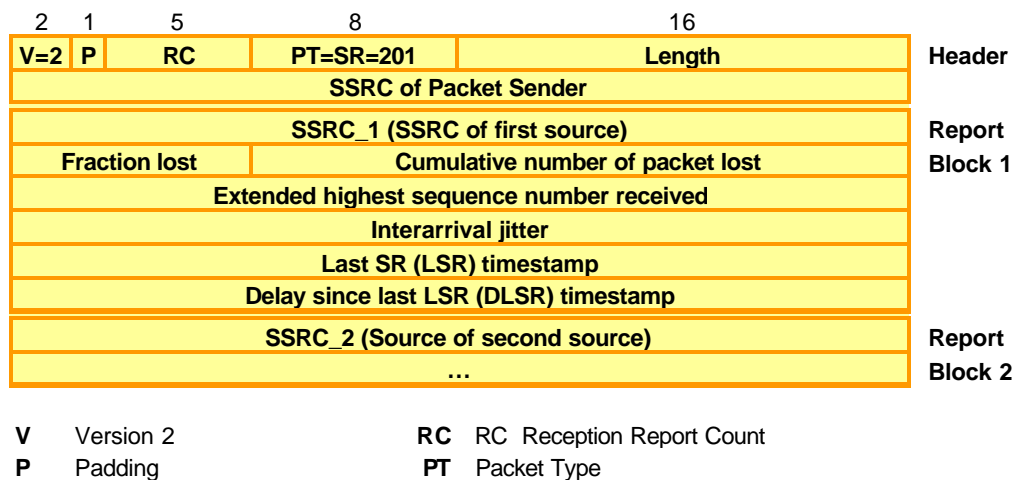 2 1 5 8 16
V=2 P RC PT=SR=201 Length Header
SSRC of Packet Sender
SSRC_1 (SSRC of first source) Report
Fraction lost Cumulative number of packet lost Block 1
Extended highest sequence number received
Interarrival jitter
Last SR (LSR) timestamp
Delay since last LSR (DLSR) timestamp
SSRC_2 (Source of second source) Report
... Block 2
V Version 2 RC RC Reception Report Count
P Padding PT Packet Type